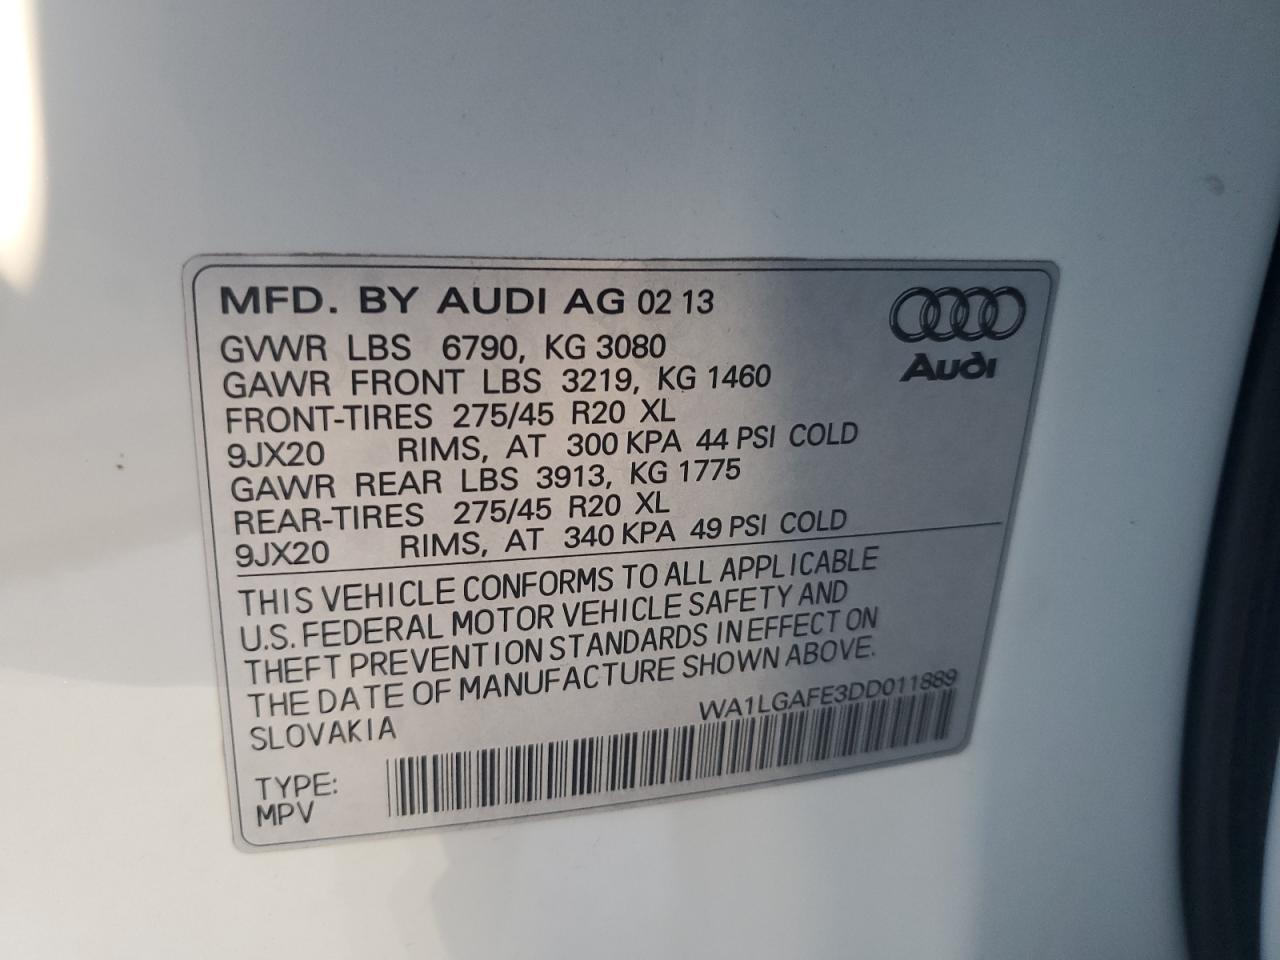 MFD. BY AUDI AG 02 13
GVWR LBS 6790, KG 3080
GAWR FRONT LBS 3219, KG 1460
FRONT-TIRES 275/45 R20 XL
9JX20 RIMS, AT 300 KPA 44 PSI COLD
GAWR REAR LBS 3913, KG 1775
REAR-TIRES 275/45 R20 XL
9JX20 RIMS, AT 340 KPA 49 PSI COLD
Audi
THIS VEHICLE CONFORMS TO ALL APPLICABLE
U.S. FEDERAL MOTOR VEHICLE SAFETY AND
THEFT PREVENTION STANDARDS IN EFFECT ON
THE DATE OF MANUFACTURE SHOWN ABOVE.
SLOVAKIA
WA1LGAFE3DD011889
TYPE:
MPV